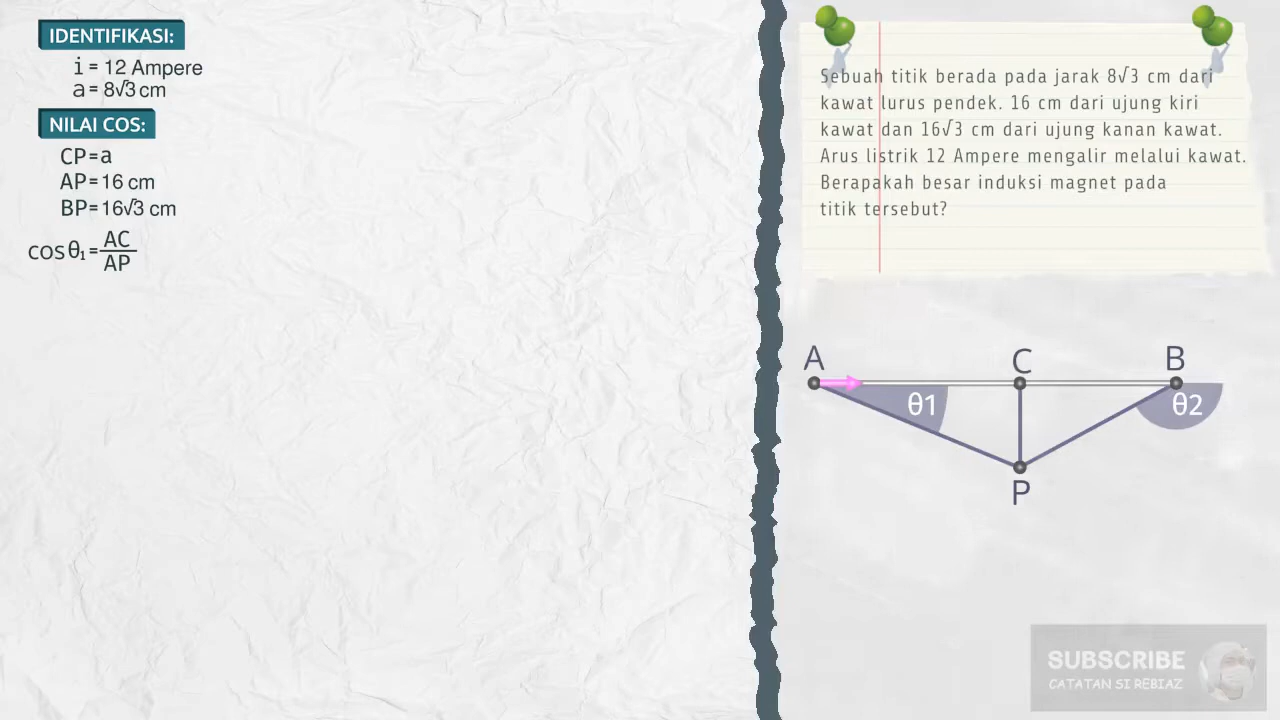 IDENTIFIKASI:
i = 12 Ampere
a = 8√3 cm
NILAI COS:
CP = a
AP = 16 cm
BP = 16√3 cm
cos θ₁ = AC
AP
Sebuah titik berada pada jarak 8√3 cm dari
kawat lurus pendek. 16 cm dari ujung kiri
kawat dan 16√3 cm dari ujung kanan kawat.
Arus listrik 12 Ampere mengalir melalui kawat.
Berapakah besar induksi magnet pada
titik tersebut?
A C B
θ1 θ2
P
SUBSCRIBE
CATATAN SI REBIAZ